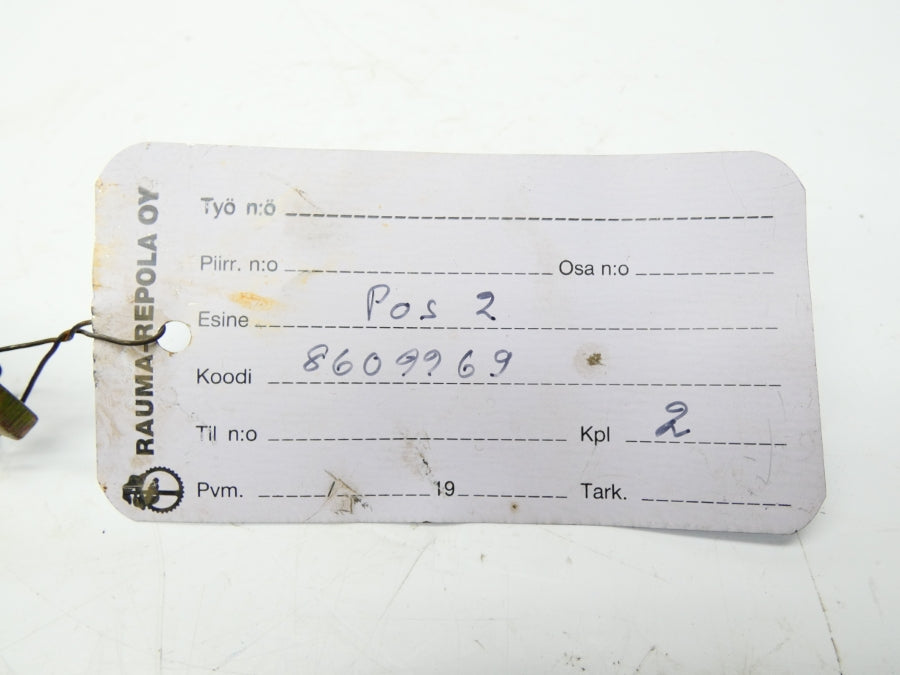 RAUMA-REPOLA OY
Työ n:o
Piirr. n:o Osa n:o
Esine Pos 2
Koodi 8609969
Til n:o Kpl 2
Pvm. 19 Tark.